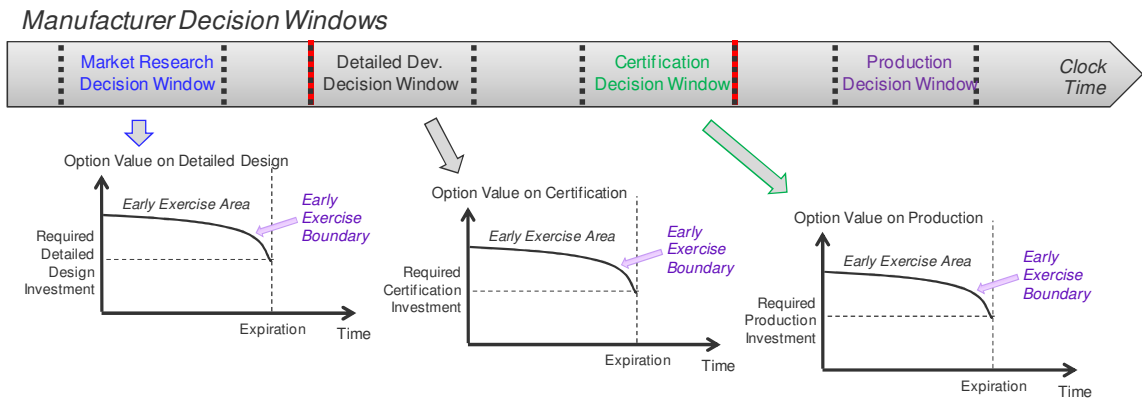 Manufacturer Decision Windows
Market Research
Decision Window
Detailed Dev.
Decision Window
Certification
Decision Window
Production
Decision Window
Clock
Time
Option Value on Detailed Design
Early Exercise Area
Early
Exercise
Boundary
Required
Detailed
Design
Investment
Expiration
Time
Option Value on Certification
Early Exercise Area
Early
Exercise
Boundary
Required
Certification
Investment
Expiration
Time
Option Value on Production
Early Exercise Area
Early
Exercise
Boundary
Required
Production
Investment
Expiration
Time